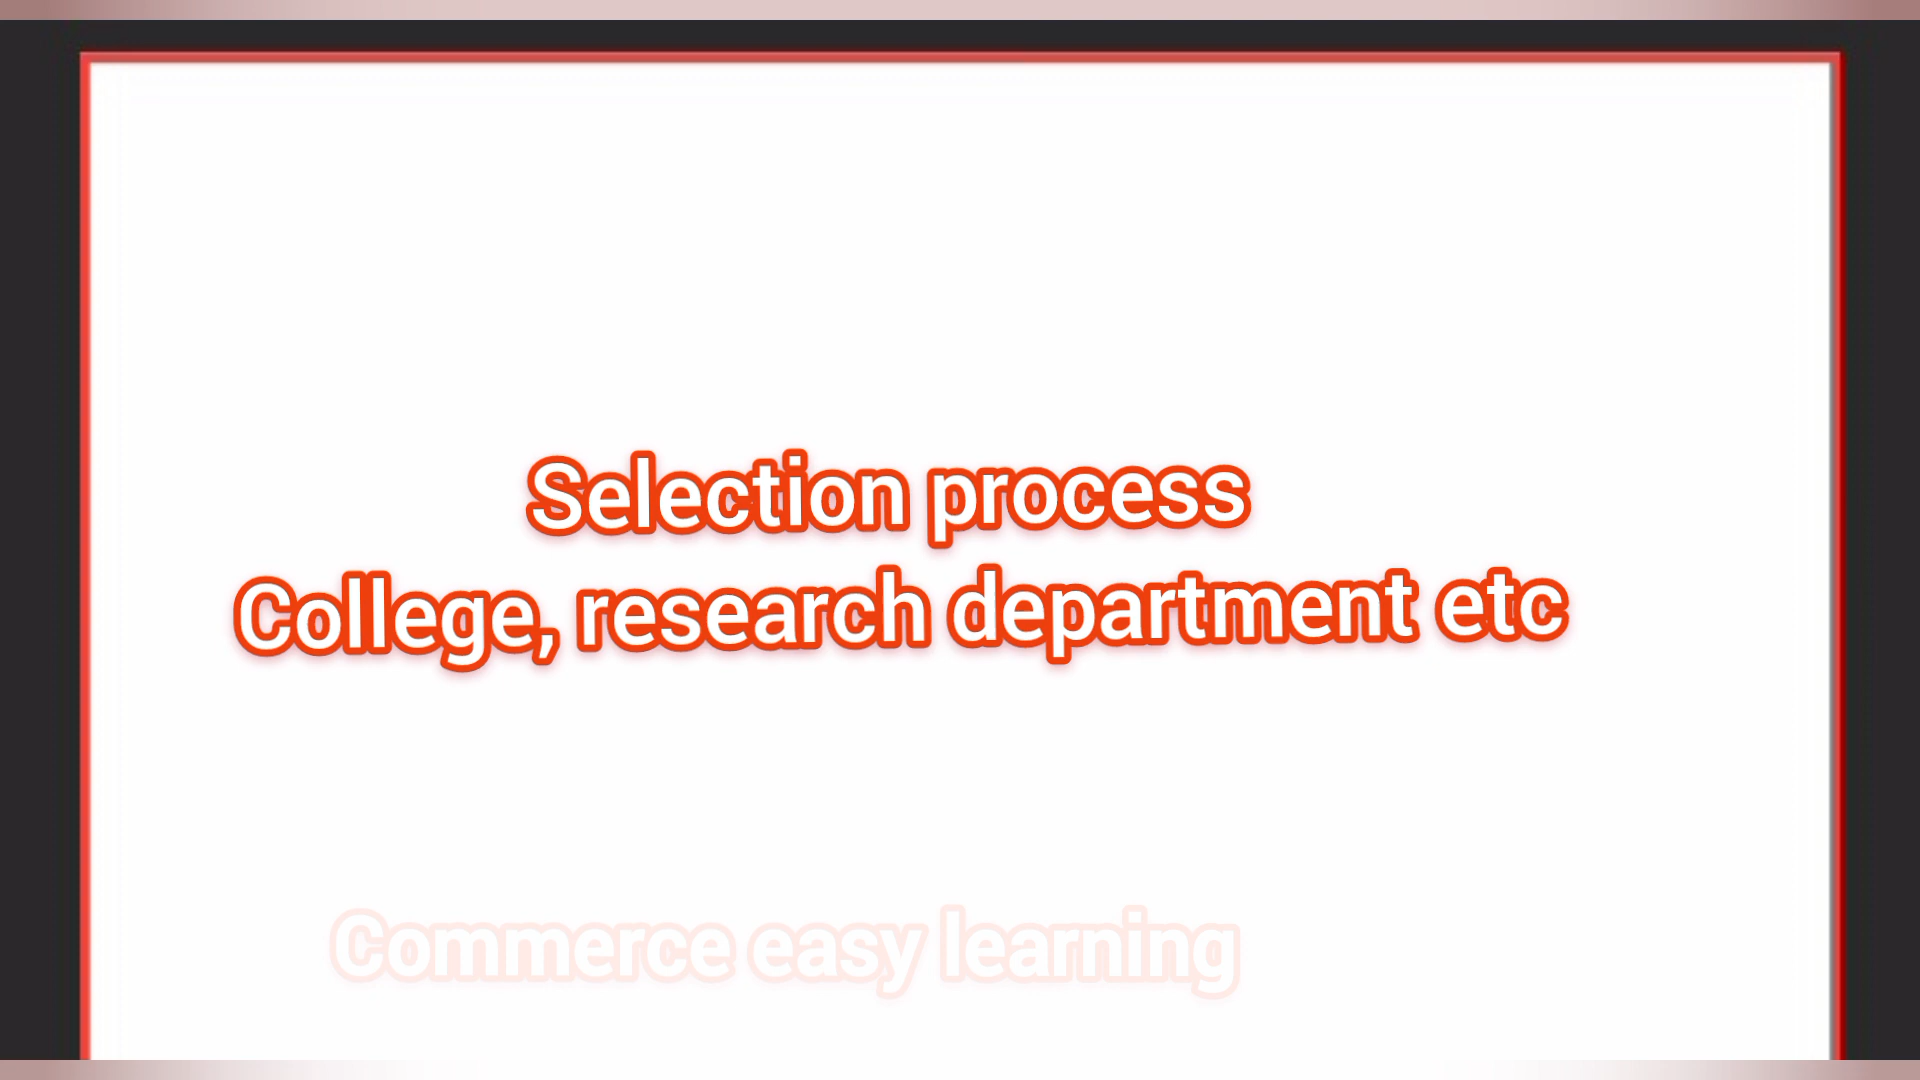 Selection process
College, research department etc
Commerce easy learning